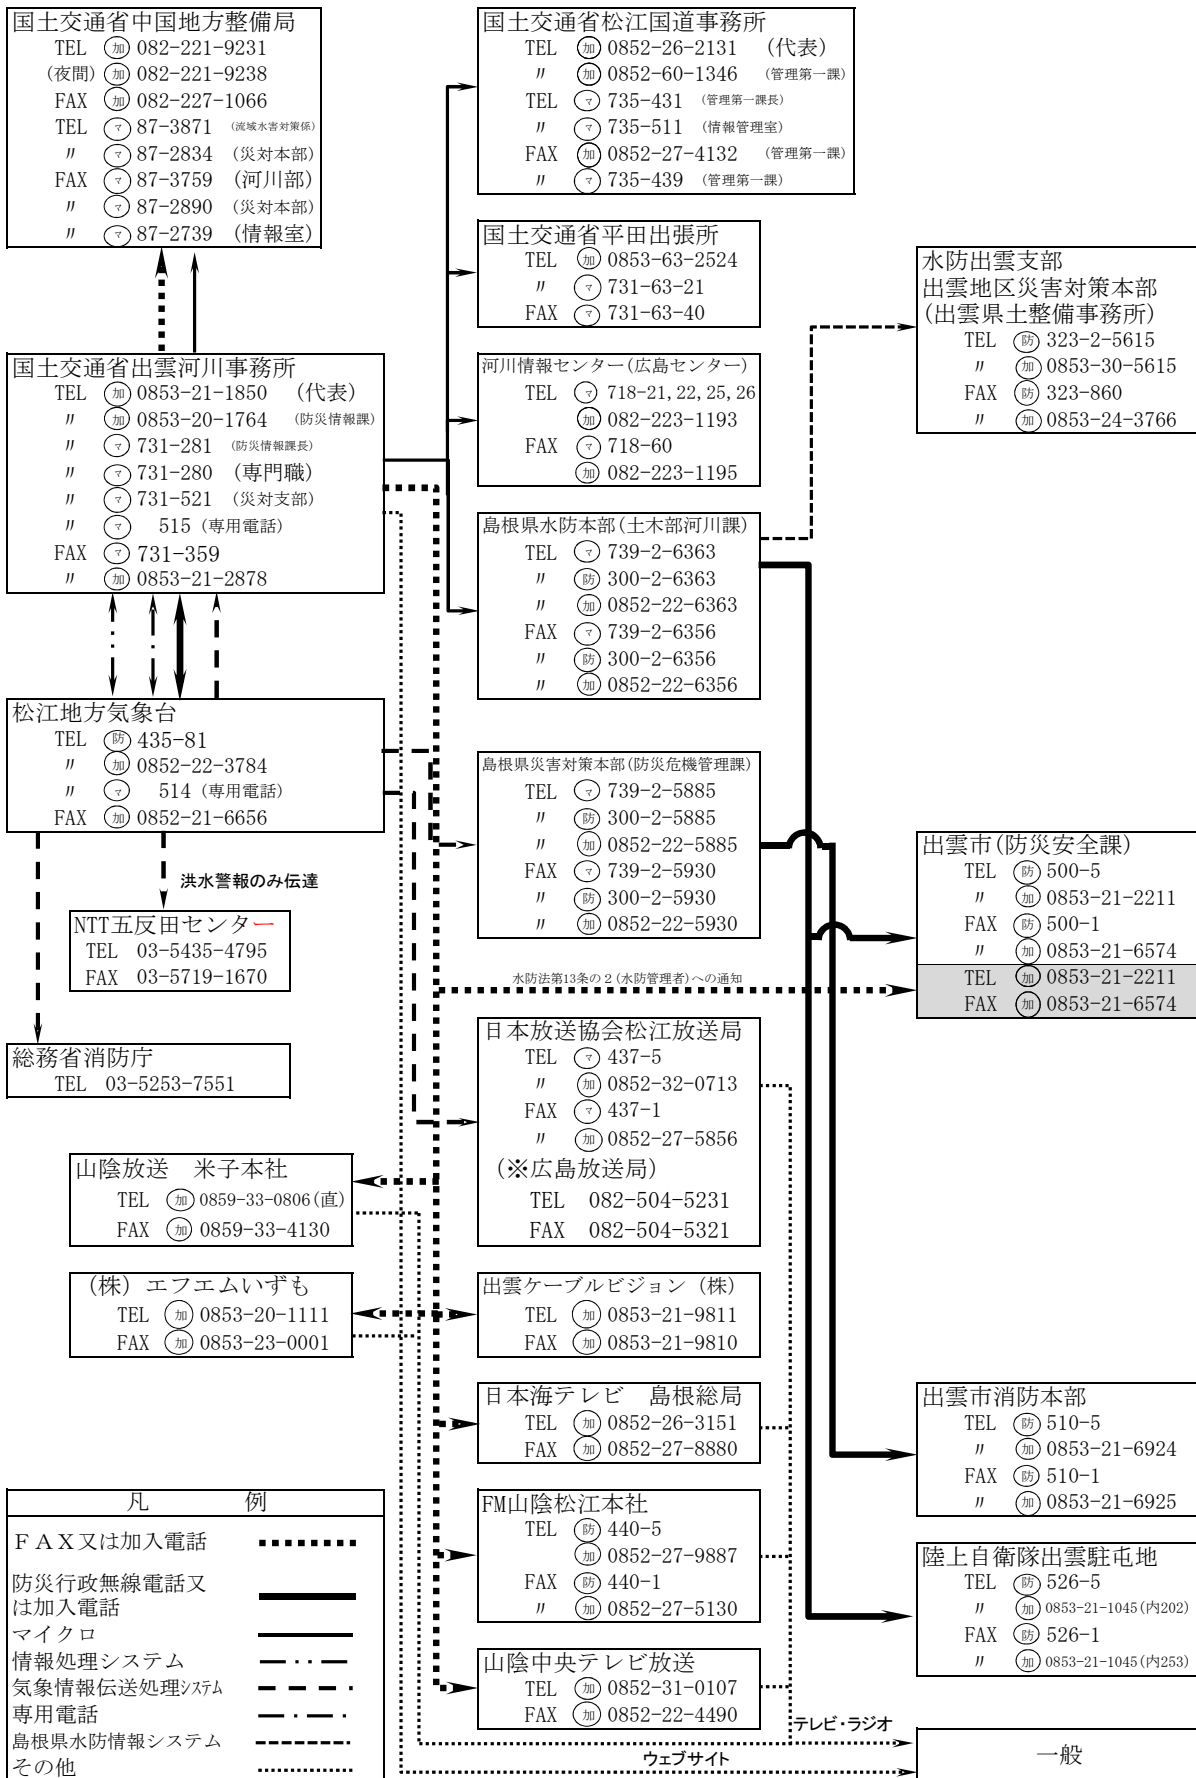 国土交通省中国地方整備局
TEL 加 082-221-9231
(夜間) 加 082-221-9238
FAX 加 082-227-1066
TEL マ 87-3871 (流域水害対策係)
〃 マ 87-2834 (災対本部)
FAX マ 87-3759 (河川部)
〃 マ 87-2890 (災対本部)
〃 マ 87-2739 (情報室)
国土交通省出雲河川事務所
TEL 加 0853-21-1850 (代表)
〃 加 0853-20-1764 (防災情報課)
〃 マ 731-281 (防災情報課長)
〃 マ 731-280 (専門職)
〃 マ 731-521 (災対支部)
〃 マ 515 (専用電話)
FAX マ 731-359
〃 加 0853-21-2878
松江地方気象台
TEL 防 435-81
〃 加 0852-22-3784
〃 マ 514 (専用電話)
FAX 加 0852-21-6656
洪水警報のみ伝達
NTT五反田センター
TEL 03-5435-4795
FAX 03-5719-1670
総務省消防庁
TEL 03-5253-7551
山陰放送 米子本社
TEL 加 0859-33-0806(直)
FAX 加 0859-33-4130
(株) エフエムいずも
TEL 加 0853-20-1111
FAX 加 0853-23-0001
凡 例
FAX又は加入電話
防災行政無線電話又
は加入電話
マイクロ
情報処理システム
気象情報伝送処理システム
専用電話
島根県水防情報システム
その他
国土交通省松江国道事務所
TEL 加 0852-26-2131 (代表)
〃 加 0852-60-1346 (管理第一課)
TEL マ 735-431 (管理第一課長)
〃 マ 735-511 (情報管理室)
FAX 加 0852-27-4132 (管理第一課)
〃 マ 735-439 (管理第一課)
国土交通省平田出張所
TEL 加 0853-63-2524
〃 マ 731-63-21
FAX マ 731-63-40
河川情報センター(広島センター)
TEL マ 718-21,22,25,26
加 082-223-1193
FAX マ 718-60
加 082-223-1195
島根県水防本部(土木部河川課)
TEL マ 739-2-6363
〃 防 300-2-6363
〃 加 0852-22-6363
FAX マ 739-2-6356
〃 防 300-2-6356
〃 加 0852-22-6356
島根県災害対策本部(防災危機管理課)
TEL マ 739-2-5885
〃 防 300-2-5885
〃 加 0852-22-5885
FAX マ 739-2-5930
〃 防 300-2-5930
〃 加 0852-22-5930
水防法第13条の2(水防管理者)への通知
日本放送協会松江放送局
TEL マ 437-5
〃 加 0852-32-0713
FAX マ 437-1
〃 加 0852-27-5856
(※広島放送局)
TEL 082-504-5231
FAX 082-504-5321
出雲ケーブルビジョン (株)
TEL 加 0853-21-9811
FAX 加 0853-21-9810
日本海テレビ 島根総局
TEL 加 0852-26-3151
FAX 加 0852-27-8880
FM山陰松江本社
TEL 防 440-5
加 0852-27-9887
FAX 防 440-1
〃 加 0852-27-5130
山陰中央テレビ放送
TEL 加 0852-31-0107
FAX 加 0852-22-4490
テレビ・ラジオ
ウェブサイト
水防出雲支部
出雲地区災害対策本部
(出雲県土整備事務所)
TEL 防 323-2-5615
〃 加 0853-30-5615
FAX 防 323-860
〃 加 0853-24-3766
出雲市(防災安全課)
TEL 防 500-5
〃 加 0853-21-2211
FAX 防 500-1
〃 加 0853-21-6574
TEL 加 0853-21-2211
FAX 加 0853-21-6574
出雲市消防本部
TEL 防 510-5
〃 加 0853-21-6924
FAX 防 510-1
〃 加 0853-21-6925
陸上自衛隊出雲駐屯地
TEL 防 526-5
〃 加 0853-21-1045(内202)
FAX 防 526-1
〃 加 0853-21-1045(内253)
一般